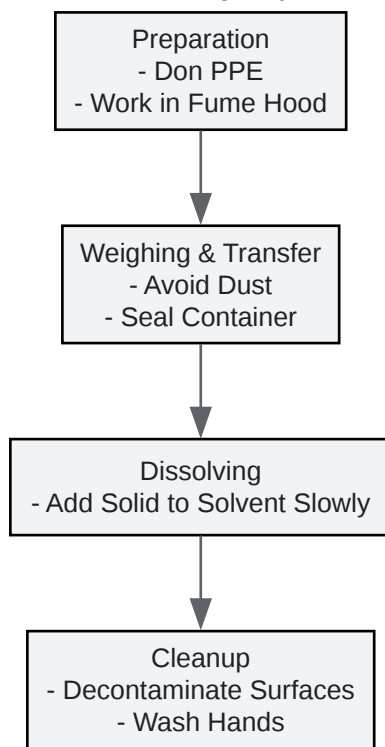 Preparation
- Don PPE
- Work in Fume Hood
Weighing & Transfer
- Avoid Dust
- Seal Container
Dissolving
- Add Solid to Solvent Slowly
Cleanup
- Decontaminate Surfaces
- Wash Hands